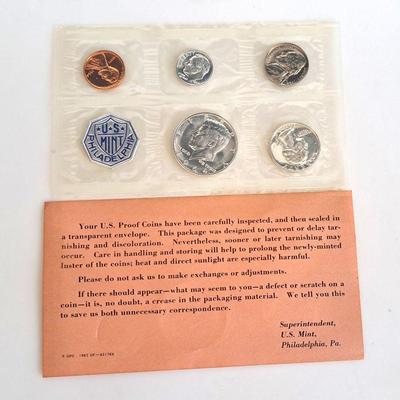 U.S.
MINT
PHILADELPHIA
Your U.S. Proof Coins have been carefully inspected, and then sealed in
a transparent envelope. This package was designed to prevent or delay tar-
nishing and discoloration. Nevertheless, sooner or later tarnishing may
occur. Care in handling and storing will help to prolong the newly-minted
luster of the coins; heat and direct sunlight are especially harmful.
Please do not ask us to make exchanges or adjustments.
If there should appear—what may seem to you—a defect or scratch on a
coin—it is, no doubt, a crease in the packaging material. We tell you this
to save us both unnecessary correspondence.
Superintendent,
U.S. Mint,
Philadelphia, Pa.